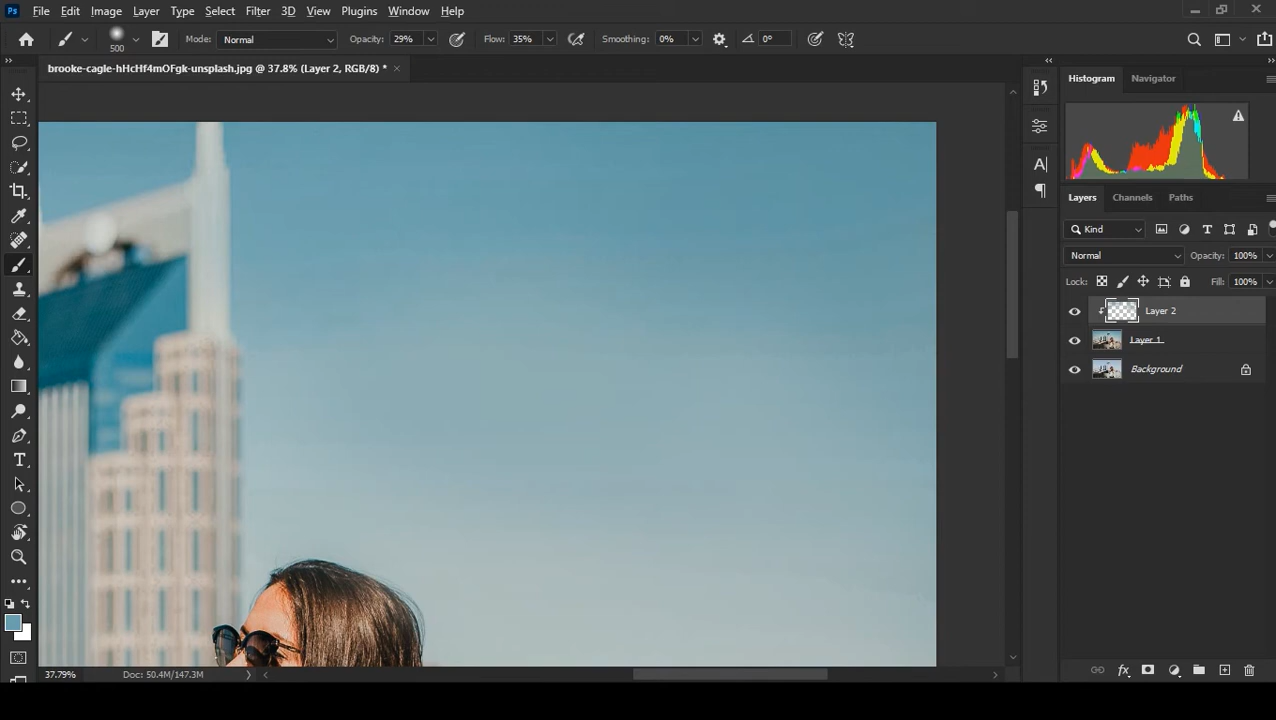 Ps File Edit Image Layer Type Select Filter 3D View Plugins Window Help
500 Mode: Normal Opacity: 29% Flow: 35% Smoothing: 0% 0°
brooke-cagle-hHcHf4mOFgk-unsplash.jpg @ 37.8% (Layer 2, RGB/8) * ×
Histogram Navigator
A
Layers Channels Paths
Kind T
Normal Opacity: 100%
Lock: Fill: 100%
Layer 2
Layer 1
Background
T
37.79% Doc: 50.4M/147.3M
fx